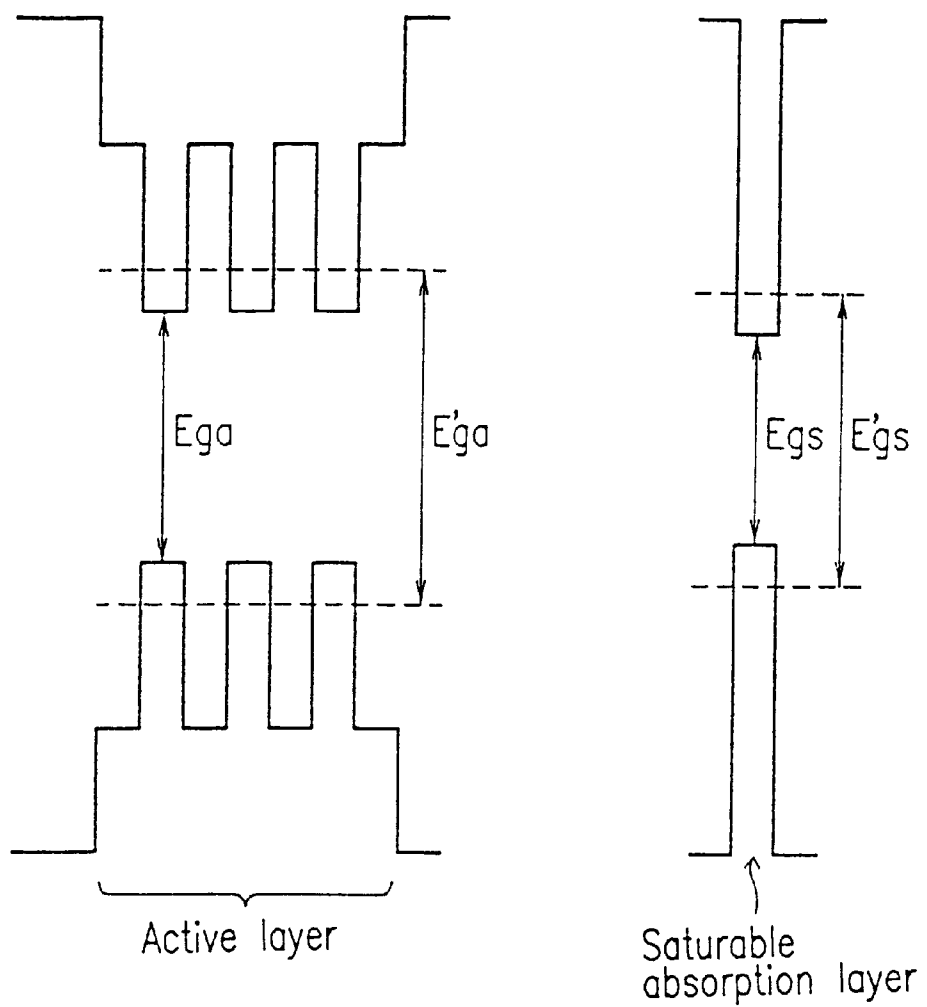 Ega
E'ga
Egs
E'gs
Active layer
Saturable
absorption layer